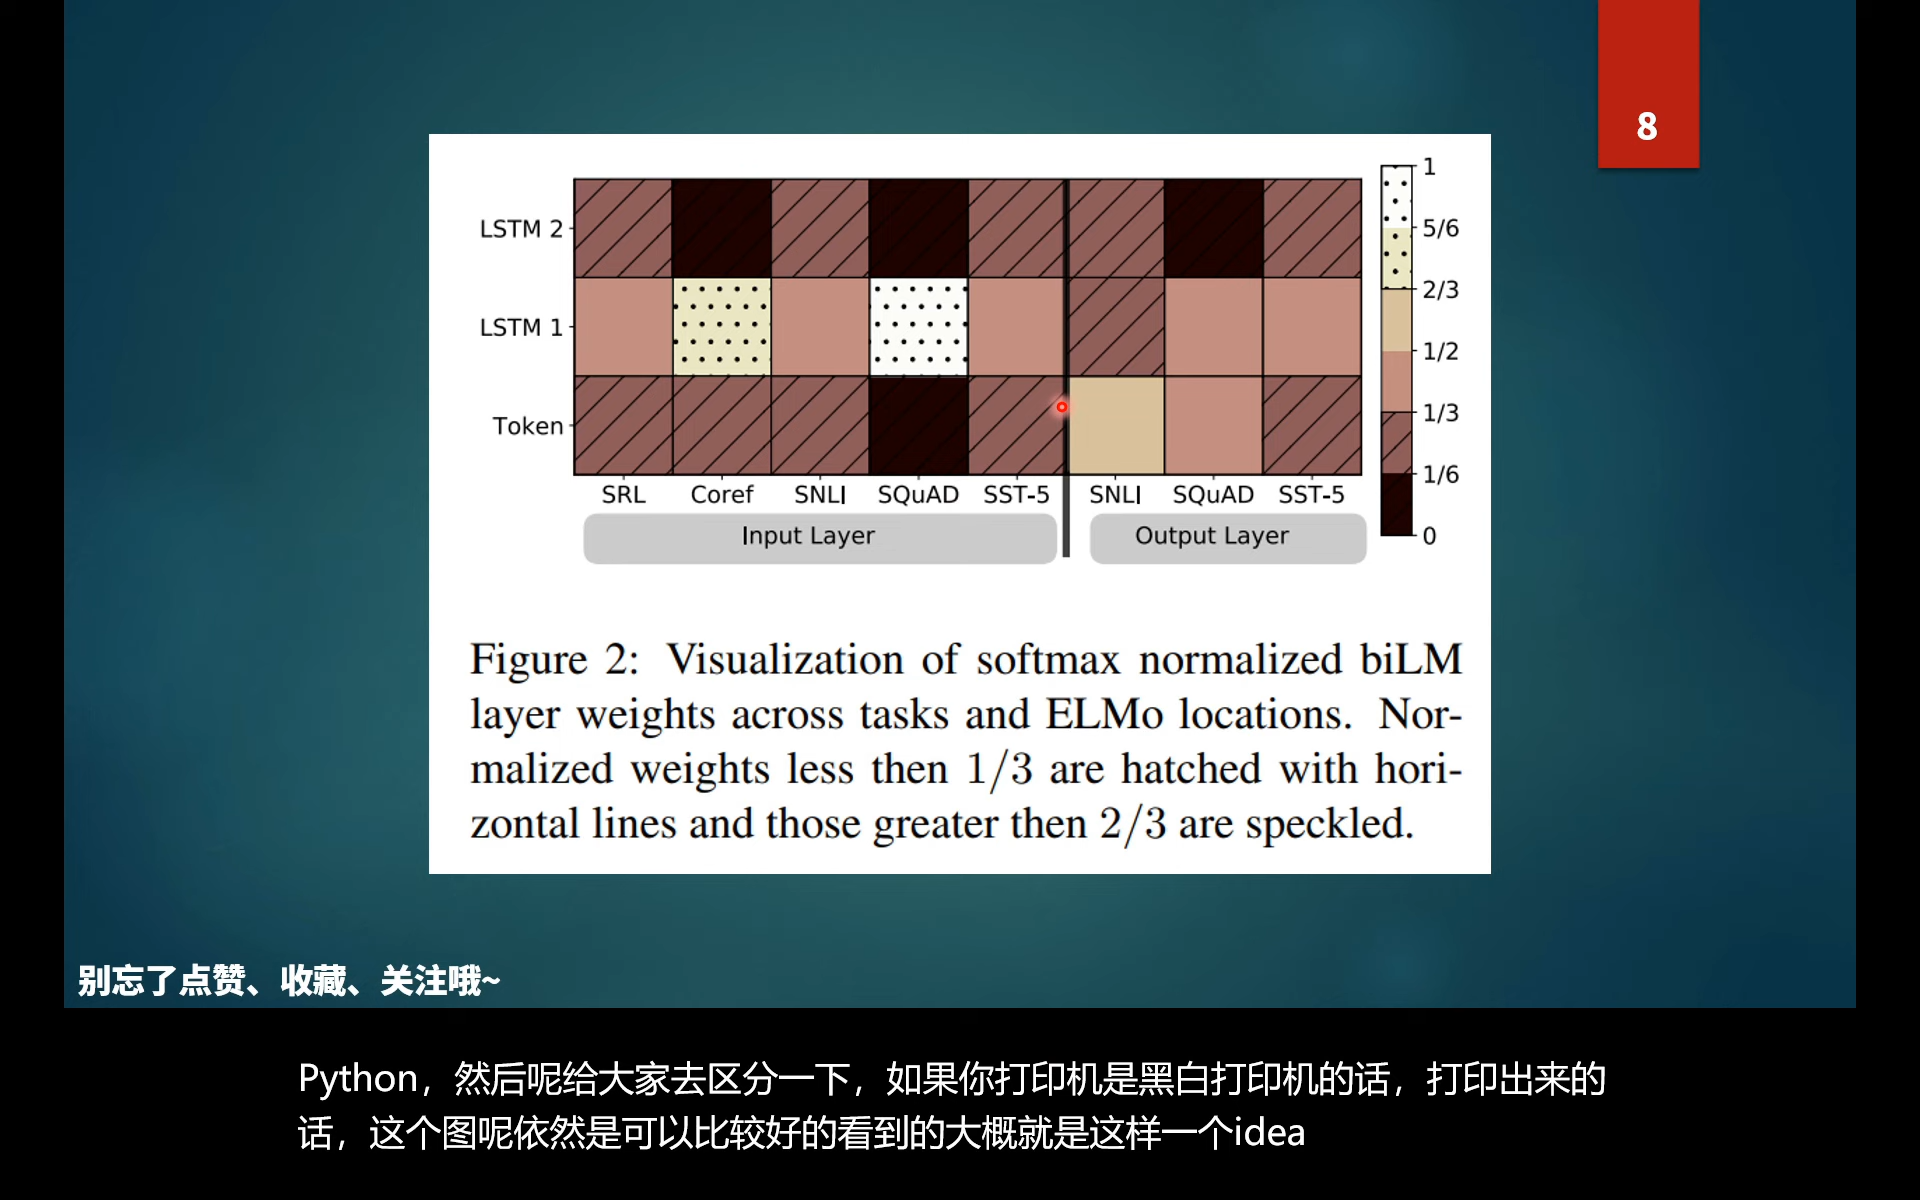 8
LSTM 2
LSTM 1
Token
SRL Coref SNLI SQuAD SST-5 SNLI SQuAD SST-5
Input Layer Output Layer
1
5/6
2/3
1/2
1/3
1/6
0
Figure 2: Visualization of softmax normalized biLM
layer weights across tasks and ELMo locations. Nor-
malized weights less then 1/3 are hatched with hori-
zontal lines and those greater then 2/3 are speckled.
别忘了点赞、收藏、关注哦~
Python，然后呢给大家去区分一下，如果你打印机是黑白打印机的话，打印出来的
话，这个图呢依然是可以比较好的看到的大概就是这样一个idea